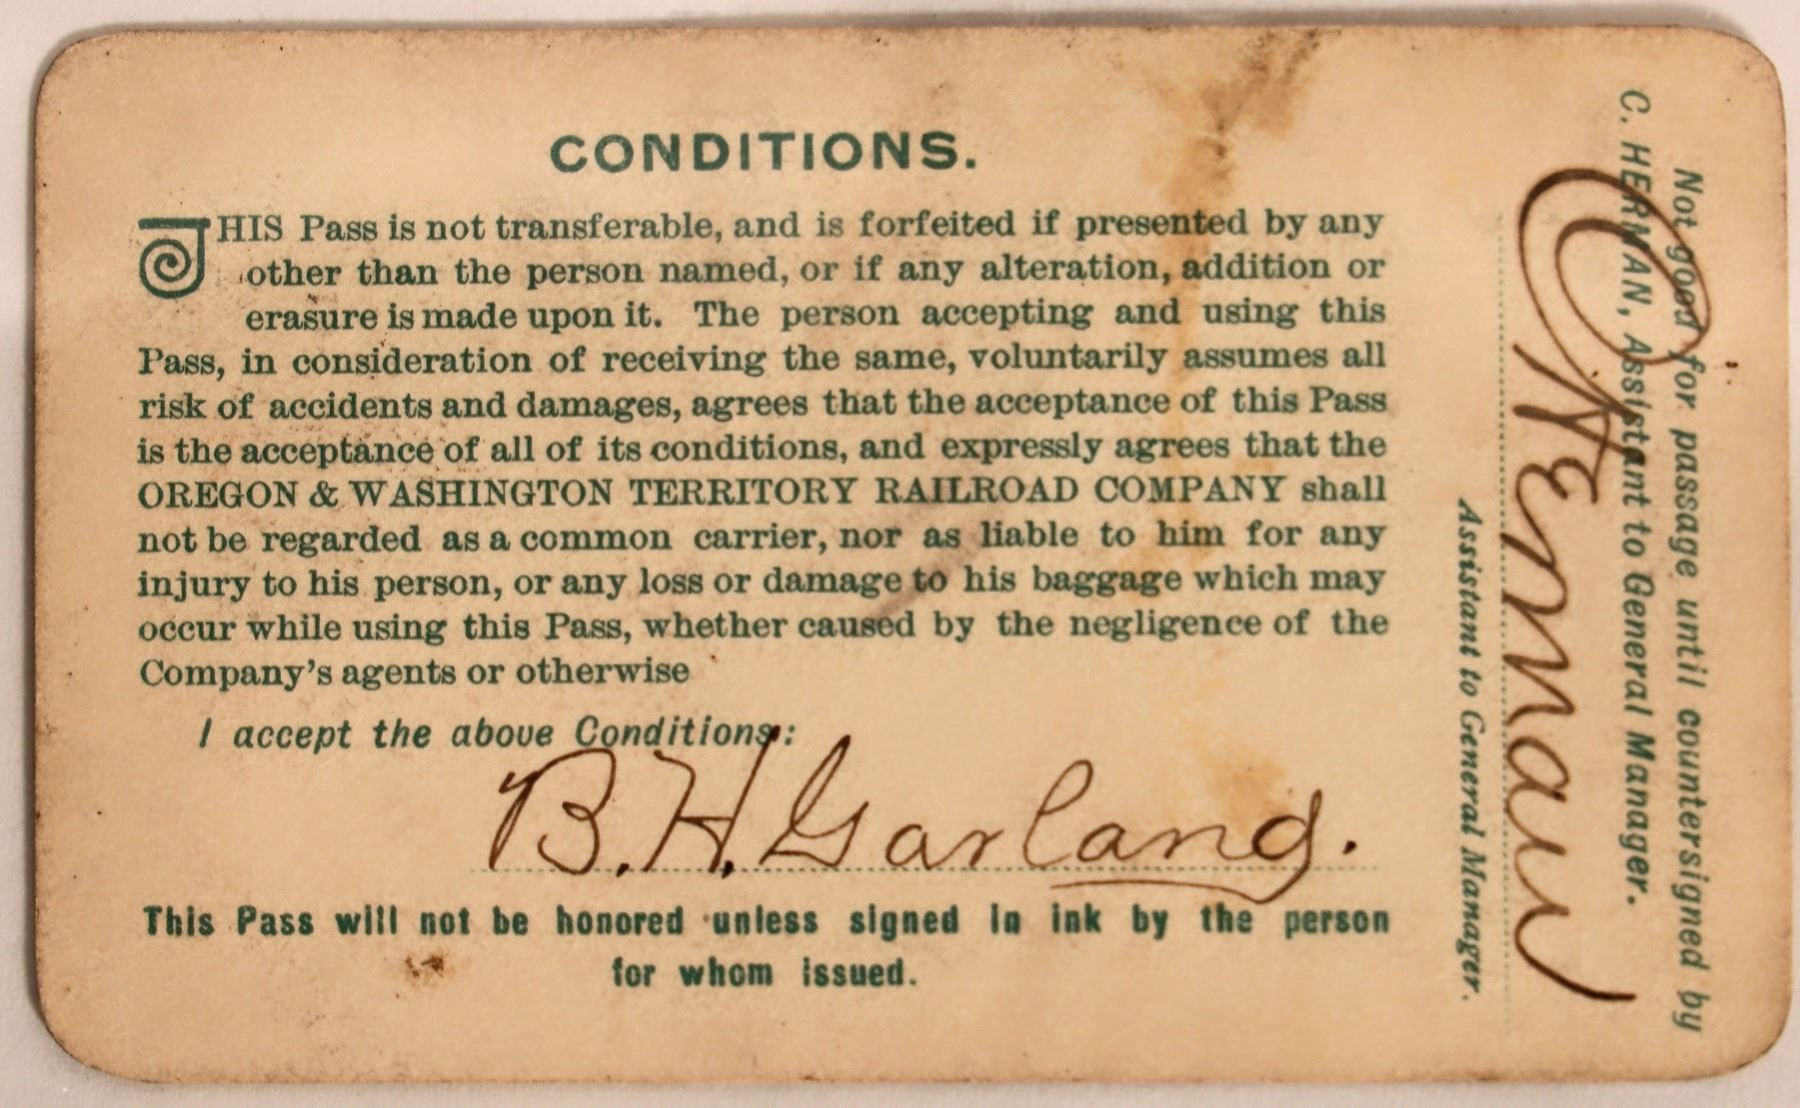 CONDITIONS.
THIS Pass is not transferable, and is forfeited if presented by any
other than the person named, or if any alteration, addition or
erasure is made upon it. The person accepting and using this
Pass, in consideration of receiving the same, voluntarily assumes all
risk of accidents and damages, agrees that the acceptance of this Pass
is the acceptance of all of its conditions, and expressly agrees that the
OREGON & WASHINGTON TERRITORY RAILROAD COMPANY shall
not be regarded as a common carrier, nor as liable to him for any
injury to his person, or any loss or damage to his baggage which may
occur while using this Pass, whether caused by the negligence of the
Company's agents or otherwise
I accept the above Conditions:
B. H. Garland.
This Pass will not be honored unless signed in ink by the person
for whom issued.
Not good for passage until countersigned by
C. HERMAN, Assistant to General Manager.
C Herman
Assistant to General Manager.